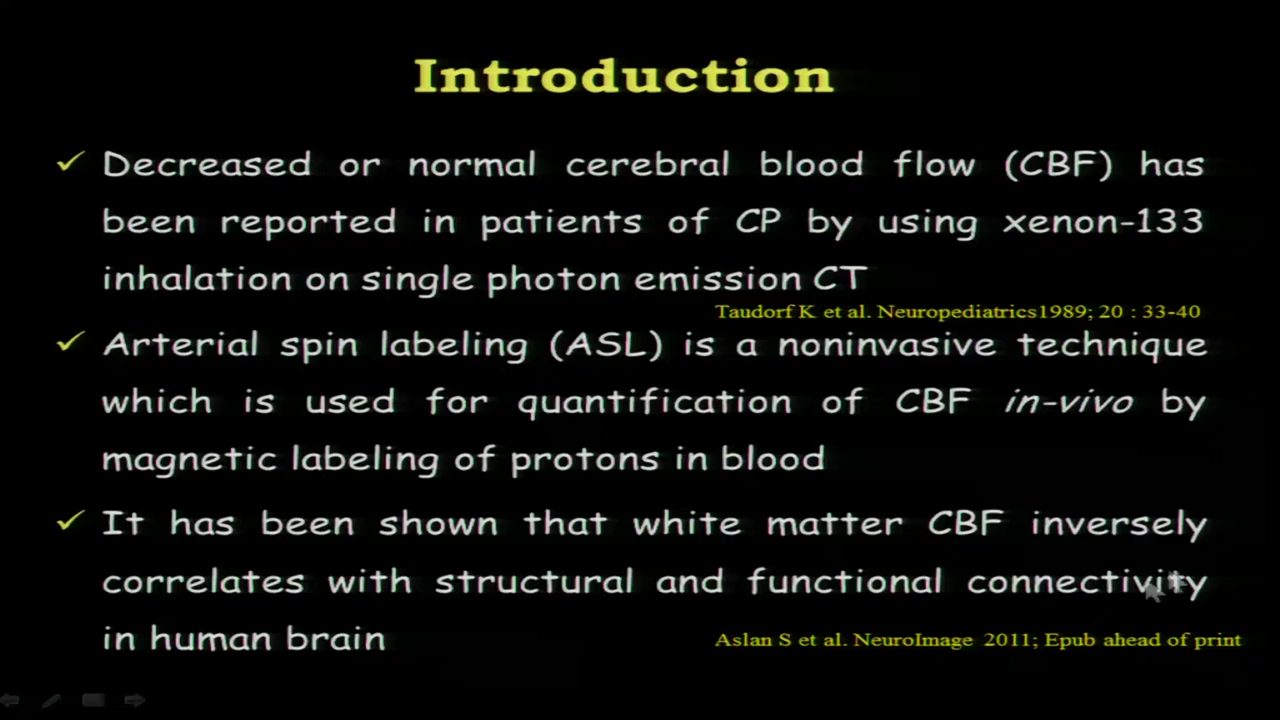 Introduction
Decreased or normal cerebral blood flow (CBF) has
been reported in patients of CP by using xenon-133
inhalation on single photon emission CT
Taudorf K et al. Neuropediatrics1989; 20 : 33-40
Arterial spin labeling (ASL) is a noninvasive technique
which is used for quantification of CBF in-vivo by
magnetic labeling of protons in blood
It has been shown that white matter CBF inversely
correlates with structural and functional connectivity
in human brain
Aslan S et al. NeuroImage 2011; Epub ahead of print